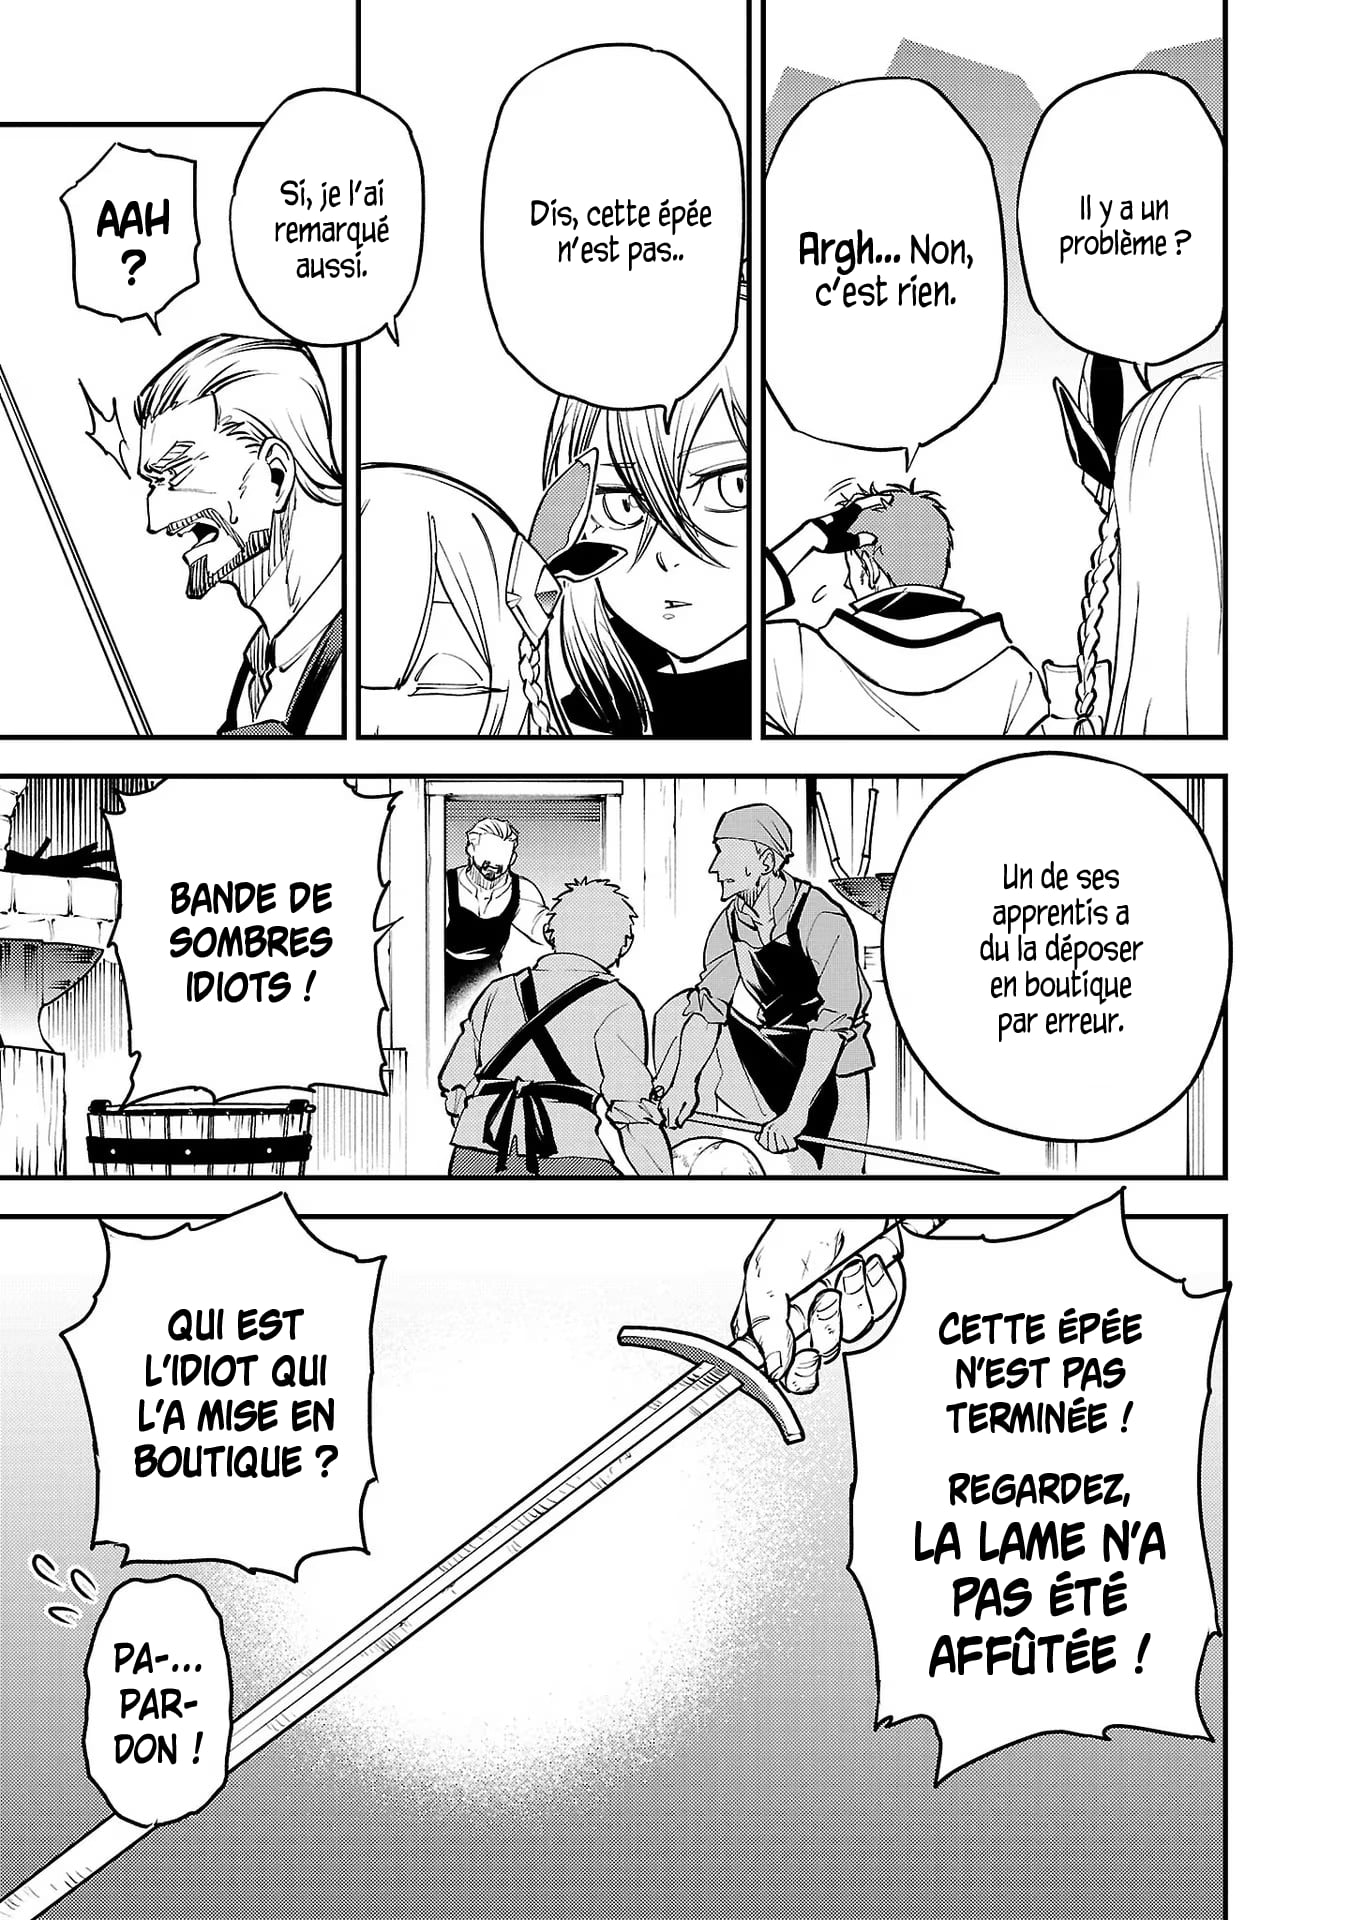 Il y a un
problème ?
Argh... Non,
c'est rien.
Dis, cette épée
n'est pas..
Si, je l'ai
remarqué
aussi.
AAH
?
Un de ses
apprentis a
du la déposer
en boutique
par erreur.
BANDE DE
SOMBRES
IDIOTS !
CETTE ÉPÉE
N'EST PAS
TERMINÉE !
REGARDEZ,
LA LAME N'A
PAS ÉTÉ
AFFÛTÉE !
QUI EST
L'IDIOT QUI
L'A MISE EN
BOUTIQUE ?
PA-...
PAR-
DON !